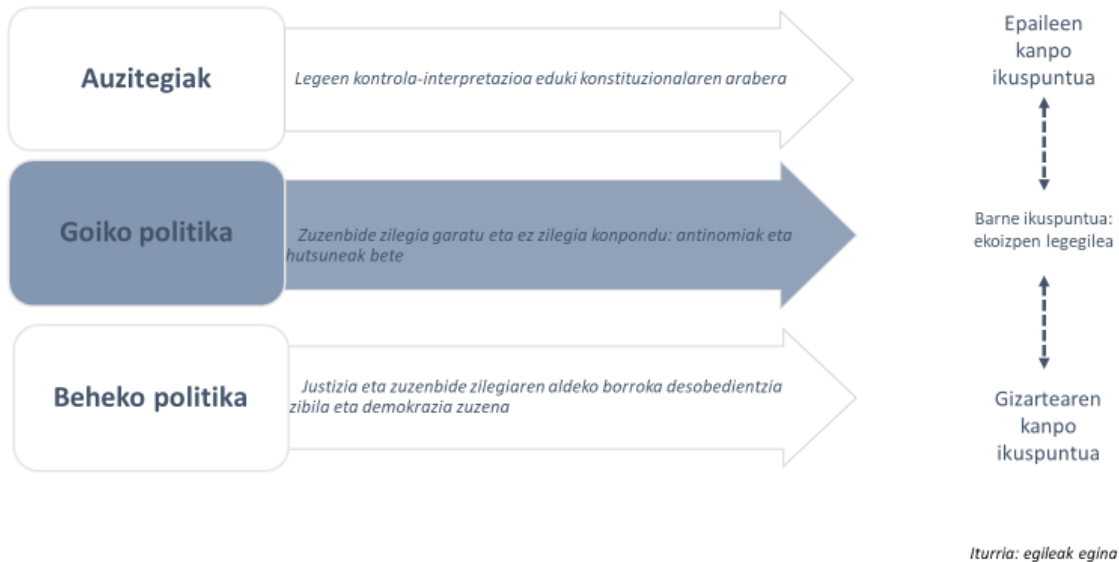 Auzitegiak
Legeen kontrola-interpretazioa eduki konstituzionalaren arabera
Epaileen
kanpo
ikuspuntua
Goiko politika
Zuzenbide zilegia garatu eta ez zilegia konpondu: antinomiak eta
hutsuneak bete
Barne ikuspuntua:
ekoizpen legegilea
Beheko politika
Justizia eta zuzenbide zilegiaren aldeko borroka desobedientzia
zibila eta demokrazia zuzena
Gizartearen
kanpo
ikuspuntua
Iturria: egileak egina